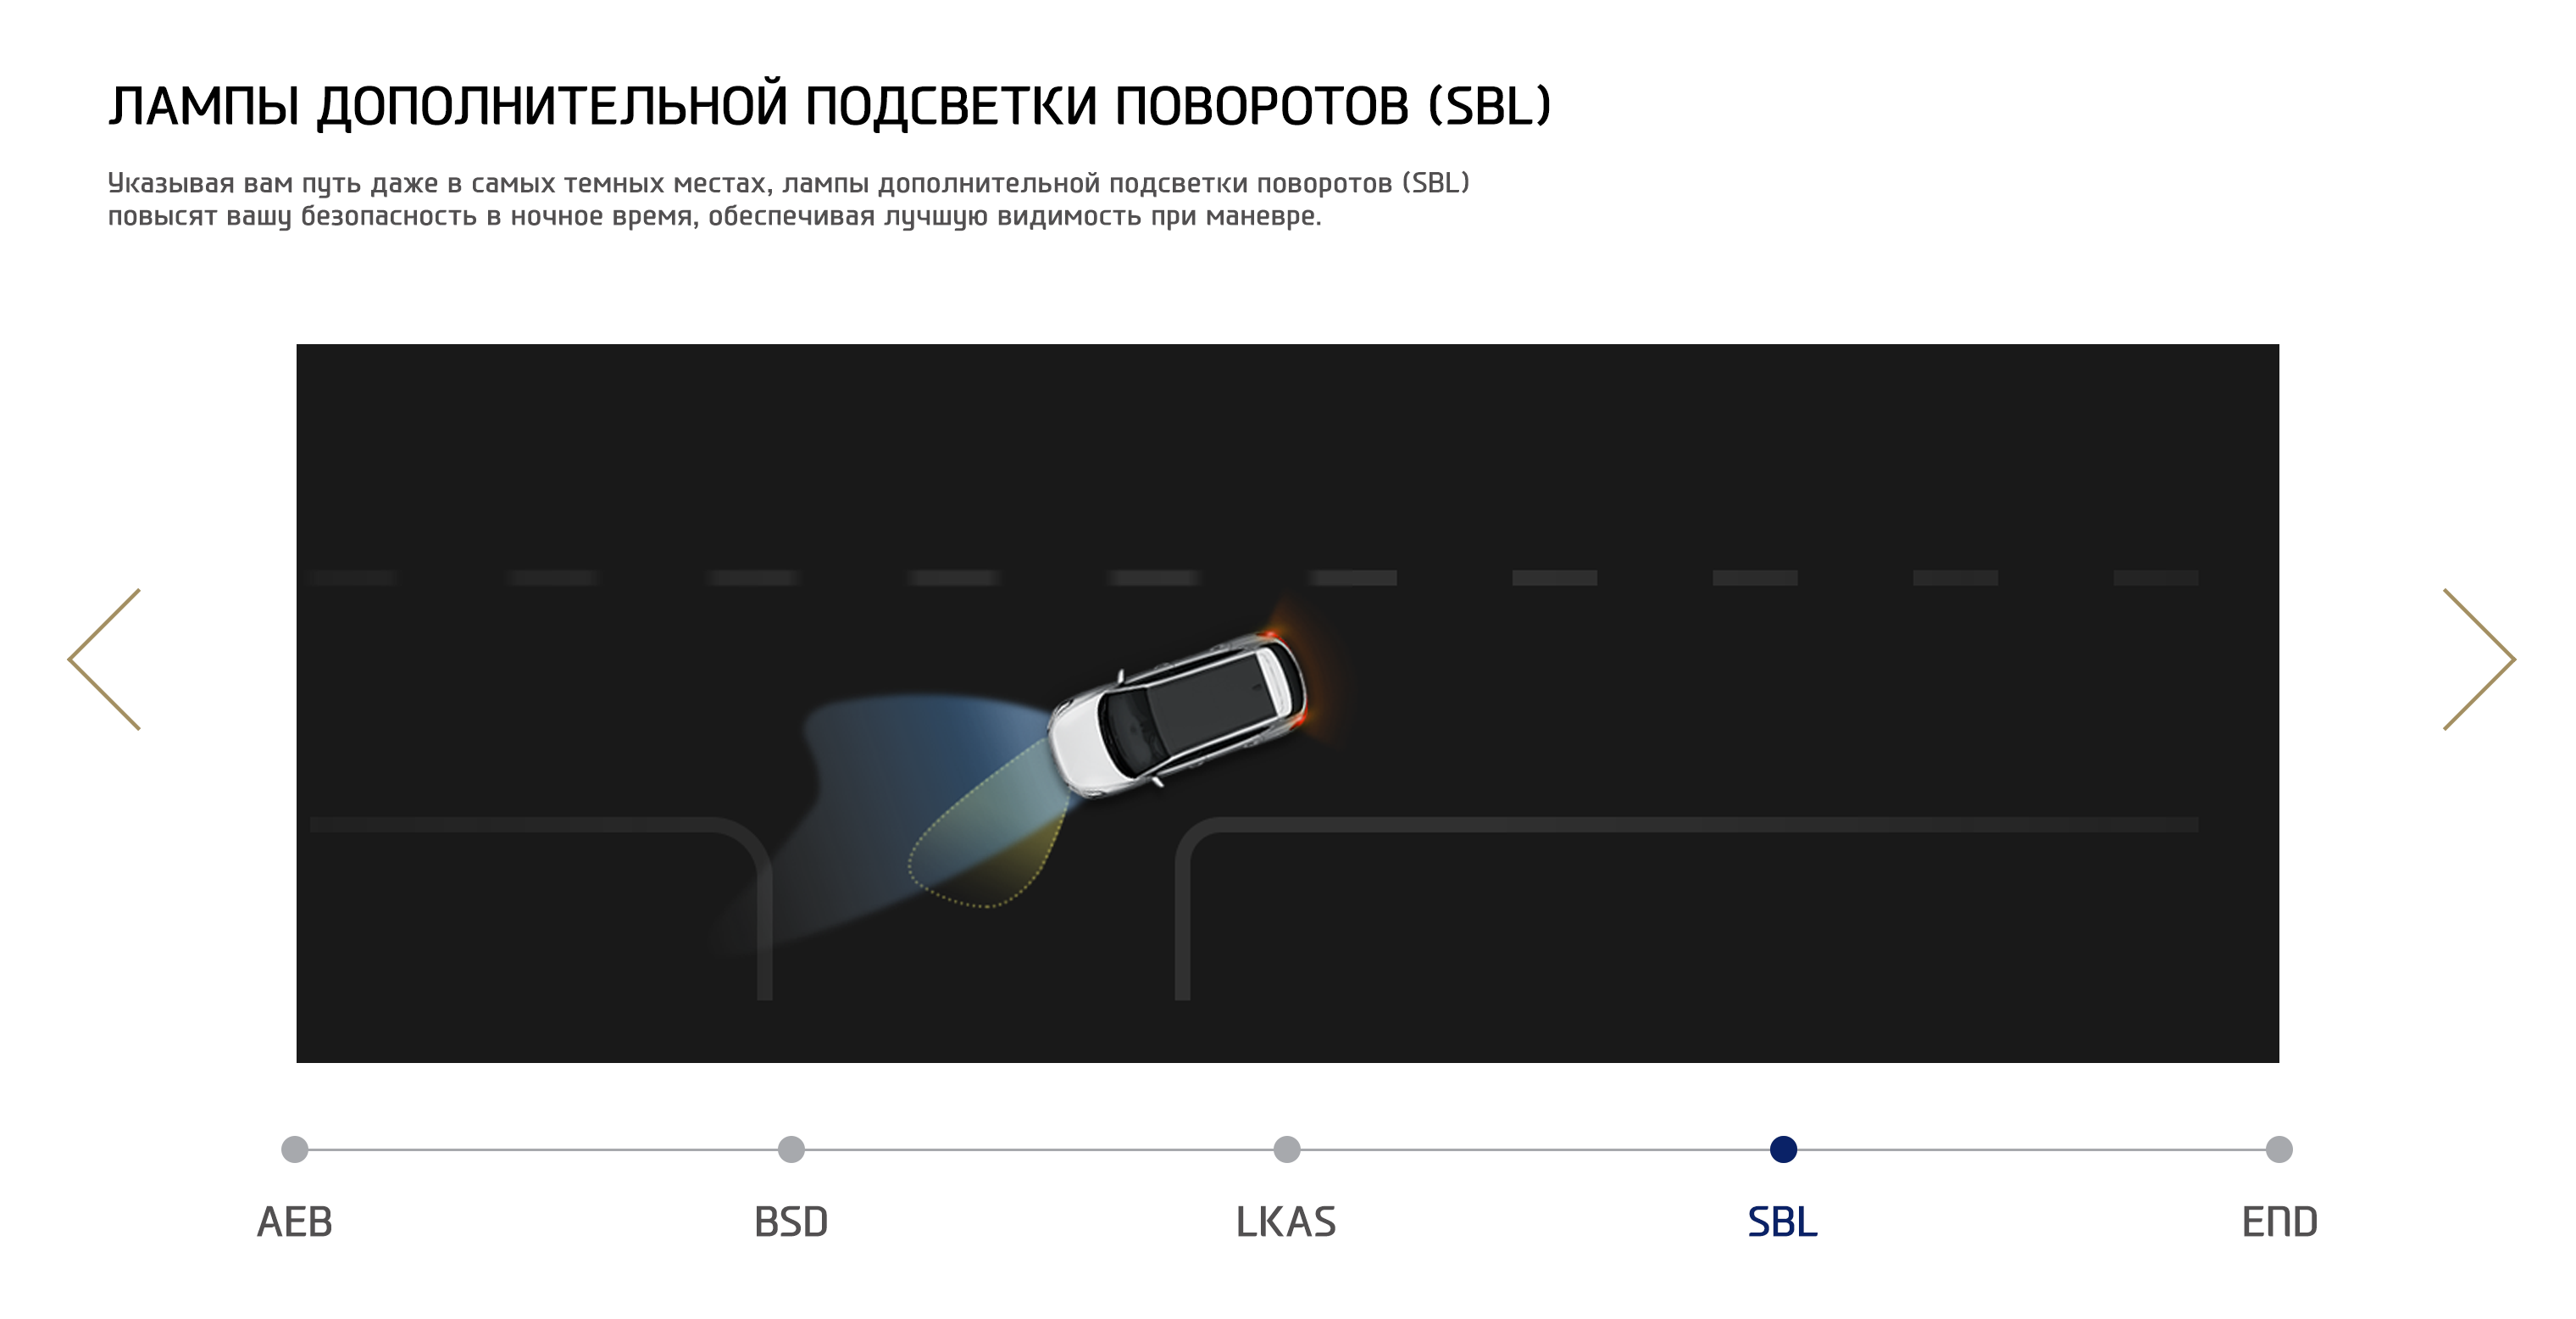 ЛАМПЫ ДОПОЛНИТЕЛЬНОЙ ПОДСВЕТКИ ПОВОРОТОВ (SBL)
Указывая вам путь даже в самых темных местах, лампы дополнительной подсветки поворотов (SBL)
повысят вашу безопасность в ночное время, обеспечивая лучшую видимость при маневре.
AEB
BSD
LKAS
SBL
END